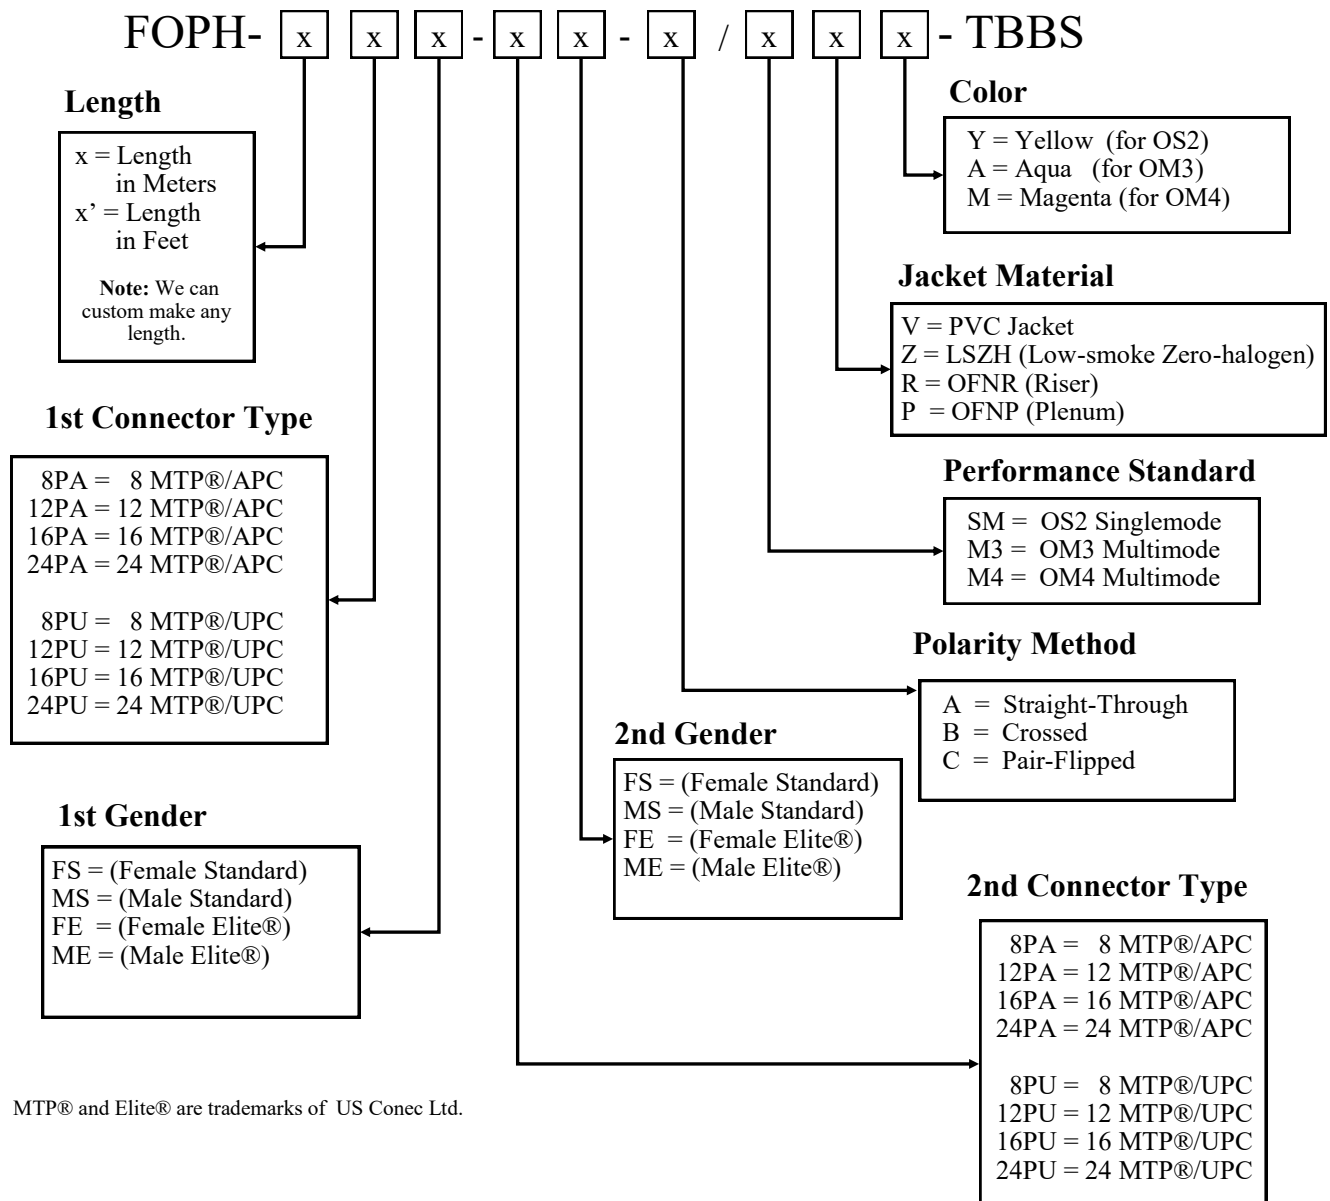 FOPH- x x x - x x - x / x x x - TBBS
Length
x = Length
in Meters
x’ = Length
in Feet
Note: We can
custom make any
length.
1st Connector Type
8PA = 8 MTP®/APC
12PA = 12 MTP®/APC
16PA = 16 MTP®/APC
24PA = 24 MTP®/APC
8PU = 8 MTP®/UPC
12PU = 12 MTP®/UPC
16PU = 16 MTP®/UPC
24PU = 24 MTP®/UPC
1st Gender
FS = (Female Standard)
MS = (Male Standard)
FE = (Female Elite®)
ME = (Male Elite®)
Color
Y = Yellow (for OS2)
A = Aqua (for OM3)
M = Magenta (for OM4)
Jacket Material
V = PVC Jacket
Z = LSZH (Low-smoke Zero-halogen)
R = OFNR (Riser)
P = OFNP (Plenum)
Performance Standard
SM = OS2 Singlemode
M3 = OM3 Multimode
M4 = OM4 Multimode
Polarity Method
A = Straight-Through
B = Crossed
C = Pair-Flipped
2nd Gender
FS = (Female Standard)
MS = (Male Standard)
FE = (Female Elite®)
ME = (Male Elite®)
2nd Connector Type
8PA = 8 MTP®/APC
12PA = 12 MTP®/APC
16PA = 16 MTP®/APC
24PA = 24 MTP®/APC
8PU = 8 MTP®/UPC
12PU = 12 MTP®/UPC
16PU = 16 MTP®/UPC
24PU = 24 MTP®/UPC
MTP® and Elite® are trademarks of US Conec Ltd.